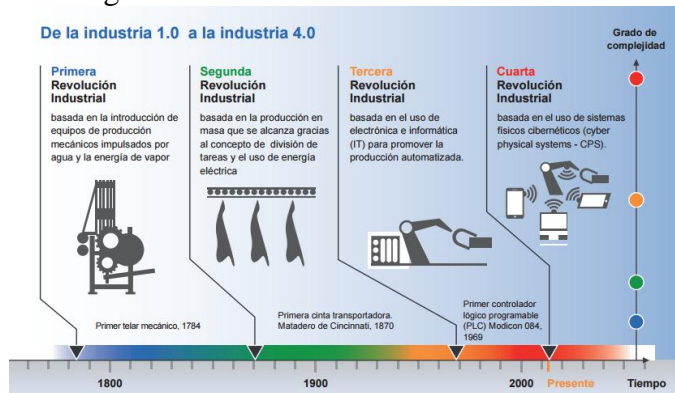 De la industria 1.0 a la industria 4.0
Grado de
complejidad
Primera
Revolución
Industrial
basada en la introducción de
equipos de producción
mecánicos impulsados por
agua y la energía de vapor
Segunda
Revolución
Industrial
basada en la producción en
masa que se alcanza gracias
al concepto de división de
tareas y el uso de energía
eléctrica
Tercera
Revolución
Industrial
basada en el uso de
electrónica e informática
(IT) para promover la
producción automatizada.
Cuarta
Revolución
Industrial
basada en el uso de sistemas
físicos cibernéticos (cyber
physical systems - CPS).
Primer telar mecánico, 1784
Primera cinta transportadora.
Matadero de Cincinnati, 1870
Primer controlador
lógico programable
(PLC) Modicon 084,
1969
1800
1900
2000
Presente
Tiempo